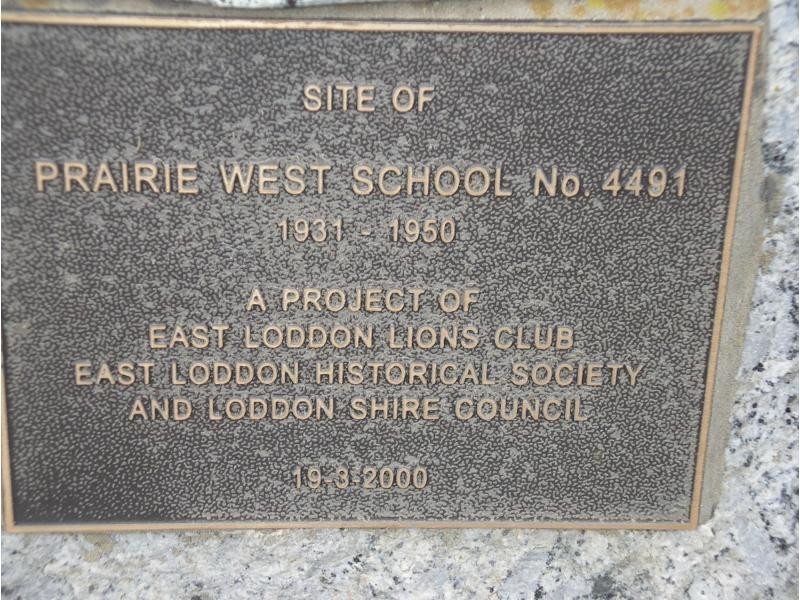 SITE OF
PRAIRIE WEST SCHOOL No. 4491
1931 - 1950
A PROJECT OF
EAST LODDON LIONS CLUB
EAST LODDON HISTORICAL SOCIETY
AND LODDON SHIRE COUNCIL
19-3-2000